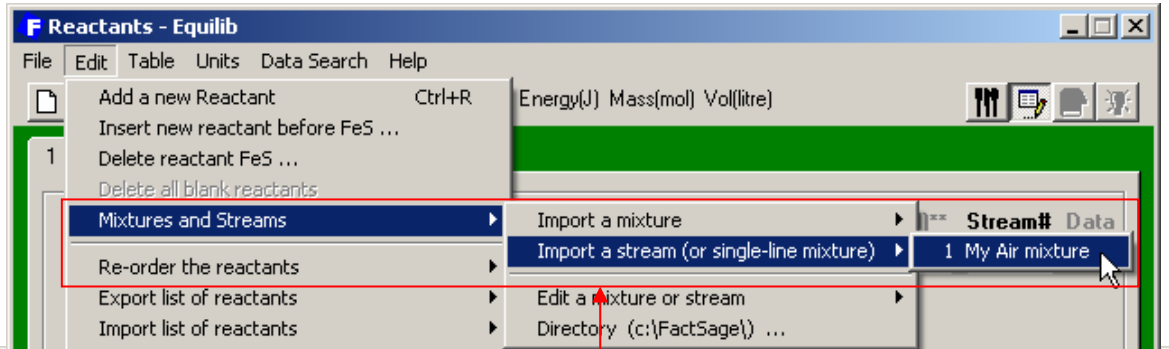 F Reactants - Equilib
File Edit Table Units Data Search Help
Energy(J) Mass(mol) Vol(litre)
1
Add a new Reactant Ctrl+R
Insert new reactant before FeS ...
Delete reactant FeS ...
Delete all blank reactants
Mixtures and Streams
Re-order the reactants
Export list of reactants
Import list of reactants
Import a mixture
Import a stream (or single-line mixture)
Edit a mixture or stream
Directory (c:\FactSage\) ...
** Stream# Data
1 My Air mixture